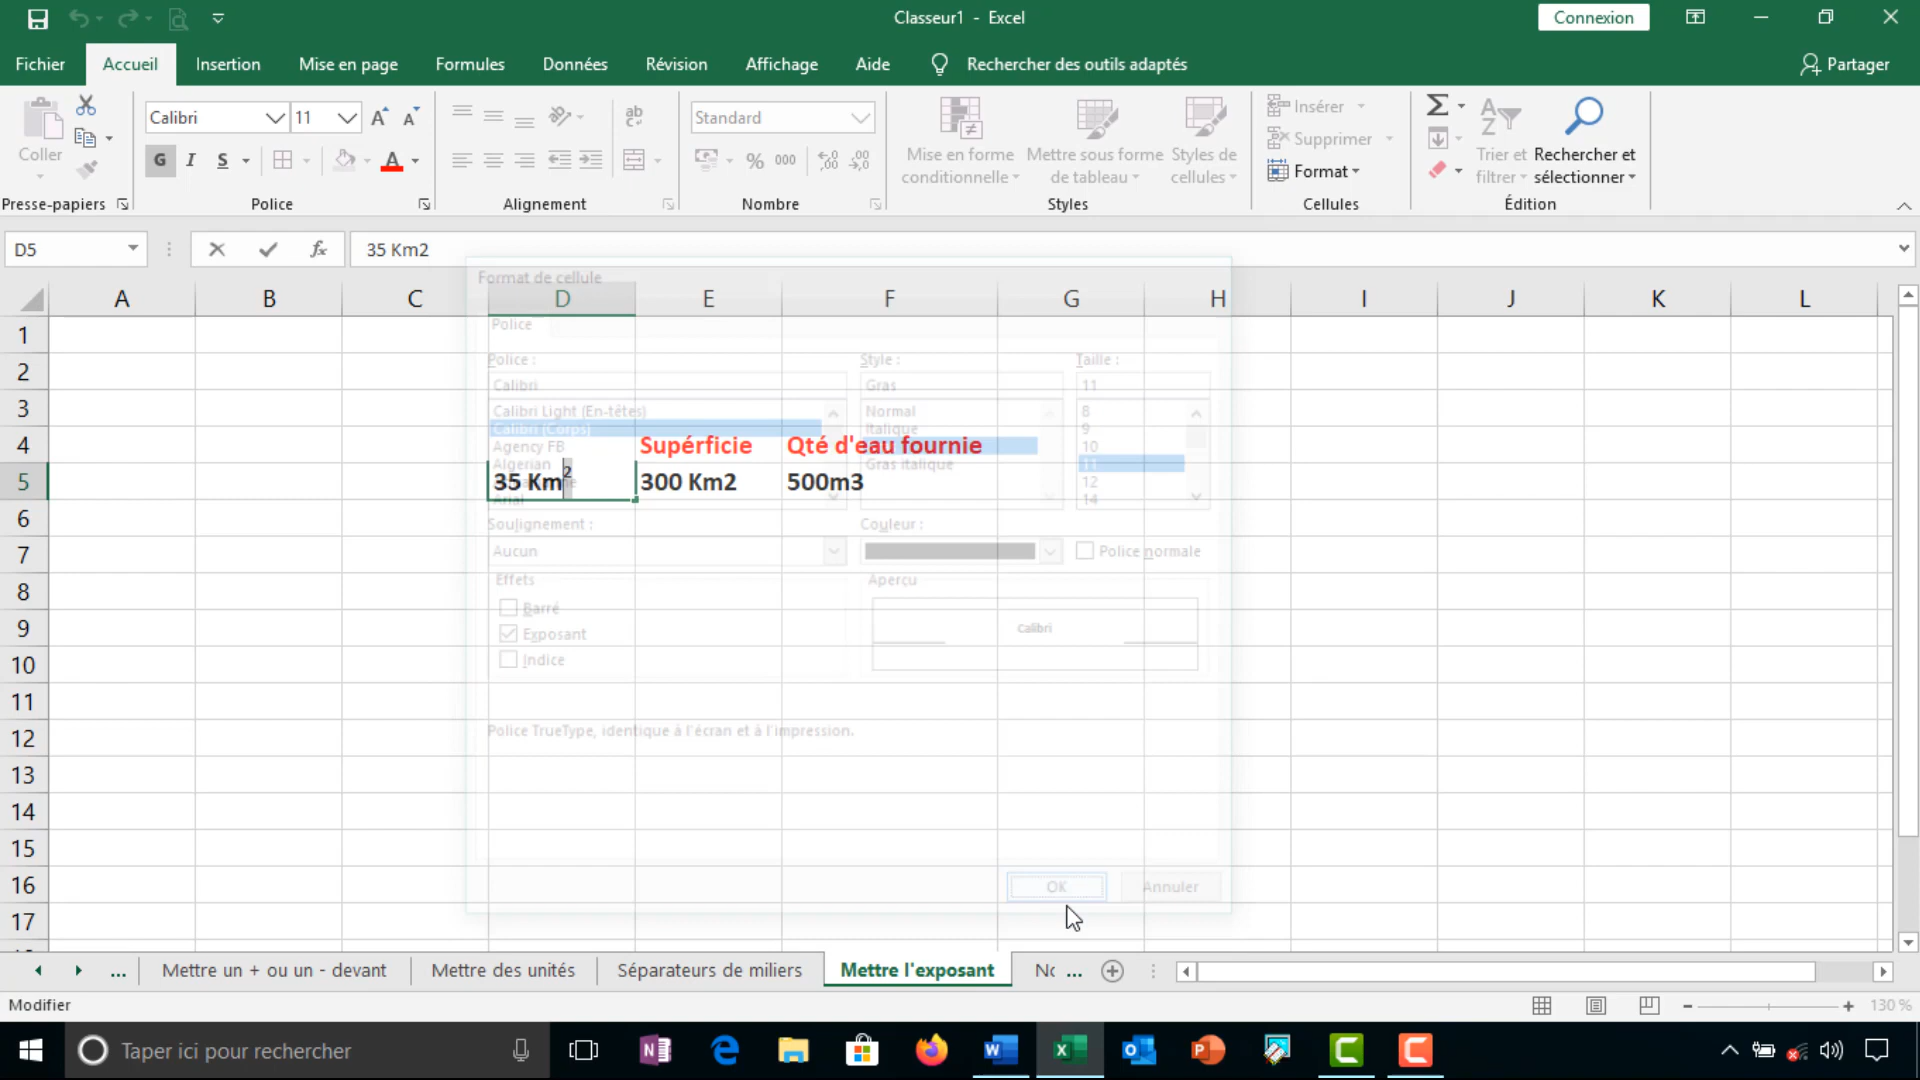 Classeur1 - Excel
Connexion
Fichier Accueil Insertion Mise en page Formules Données Révision Affichage Aide Rechercher des outils adaptés Partager
Coller
Calibri 11
G I S A
ab
Standard
% 000
Mise en forme conditionnelle
Mettre sous forme de tableau
Styles de cellules
Insérer
Supprimer
Format
Trier et filtrer
Rechercher et sélectionner
Presse-papiers Police Alignement Nombre Styles Cellules Édition
D5 fx 35 Km2
Format de cellule
A B C D E F G H I J K L
1
Police
2
Police : Style : Taille :
Calibri Gras 11
3
Calibri Light (En-têtes) Normal 8
Calibri (Corps) Italique 9
4 Supérficie Qté d'eau fournie
Agency FB 10
Algerian Gras italique 11
5 35 Km2 300 Km2 500m3
12
Arial 14
6
Soulignement : Couleur :
7
Aucun Police normale
8
Effets Aperçu
Barré
9
Exposant Calibri
10
Indice
11
12
Police TrueType, identique à l'écran et à l'impression.
13
14
15
16
OK Annuler
17
... Mettre un + ou un - devant Mettre des unités Séparateurs de miliers Mettre l'exposant ...
Modifier 130 %
Taper ici pour rechercher